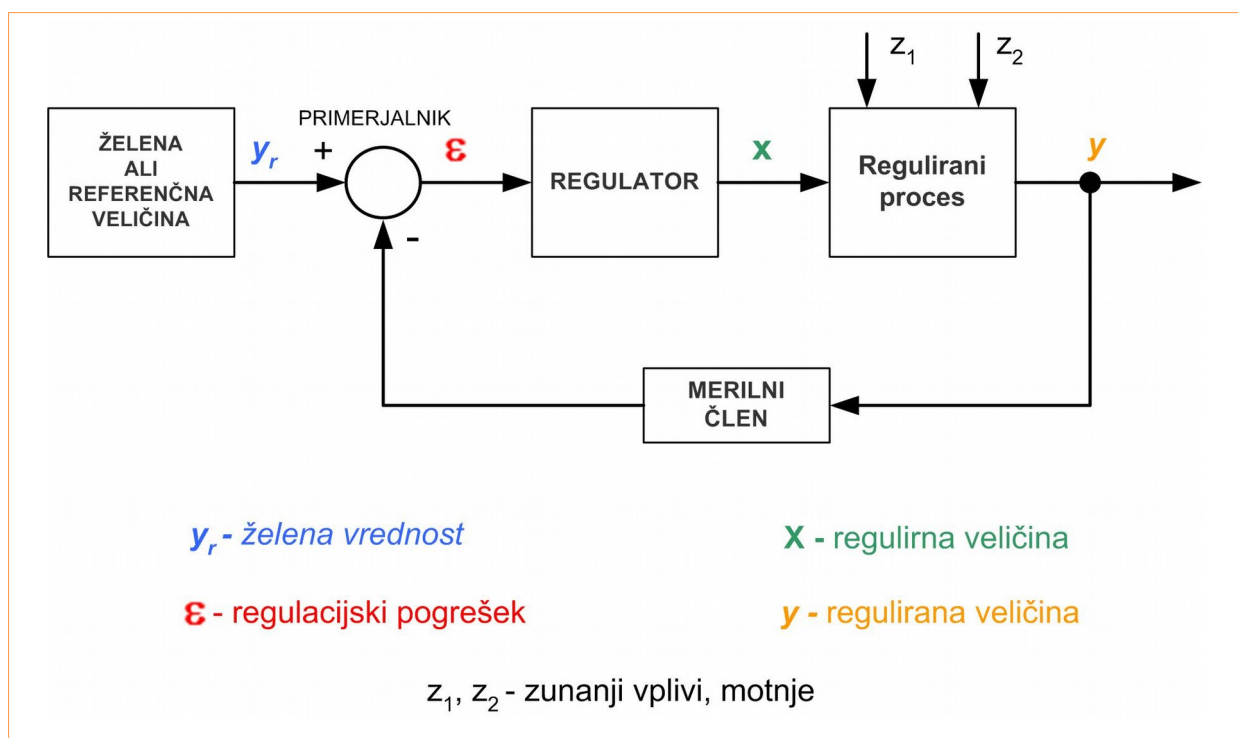 z₁
z₂
PRIMERJALNIK
ŽELENA
ALI
REFERENČNA
VELIČINA
yᵣ
+
ε
REGULATOR
x
Regulirani
proces
y
-
MERILNI
ČLEN
yᵣ - želena vrednost
X - regulirna veličina
ε - regulacijski pogrešek
y - regulirana veličina
z₁, z₂ - zunanji vplivi, motnje